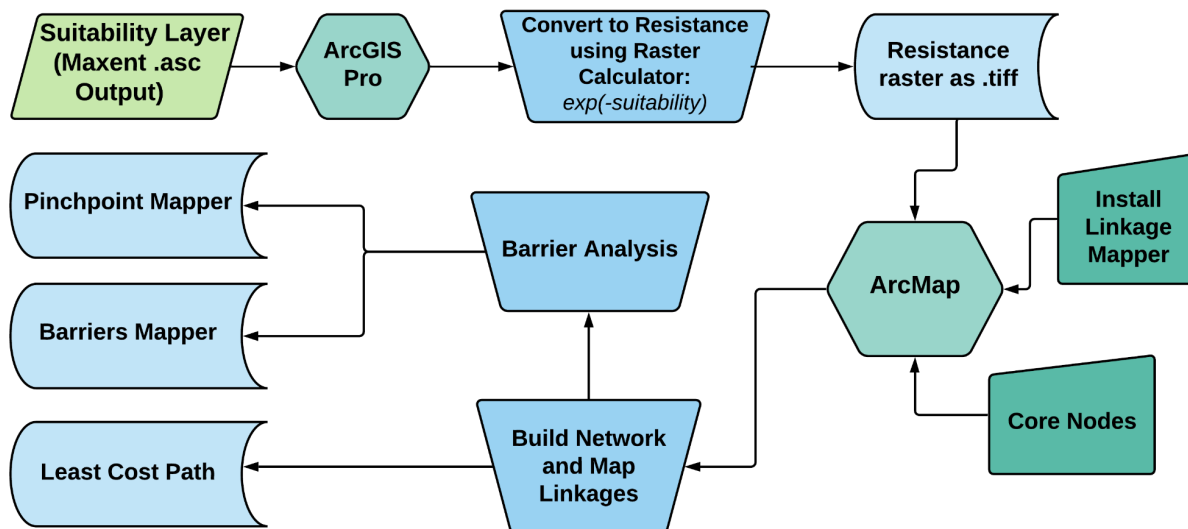 Suitability Layer
(Maxent .asc
Output)
ArcGIS
Pro
Convert to Resistance
using Raster
Calculator:
exp(-suitability)
Resistance
raster as .tiff
Pinchpoint Mapper
Barrier Analysis
Install
Linkage
Mapper
ArcMap
Barriers Mapper
Core Nodes
Build Network
and Map
Linkages
Least Cost Path